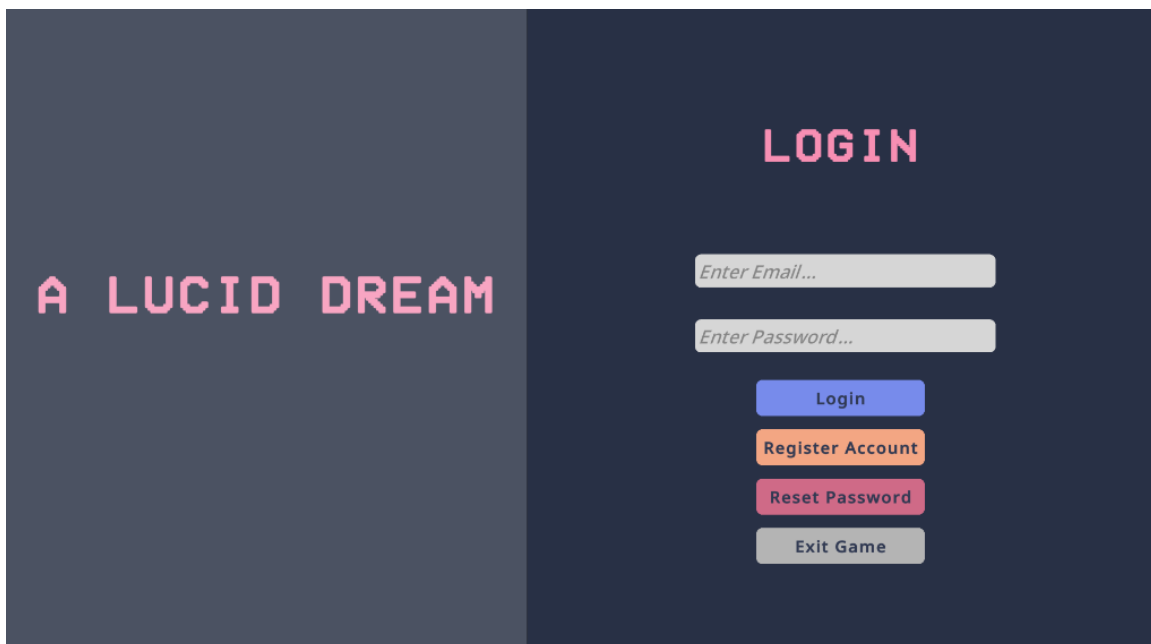 A LUCID DREAM
LOGIN
Enter Email...
Enter Password...
Login
Register Account
Reset Password
Exit Game